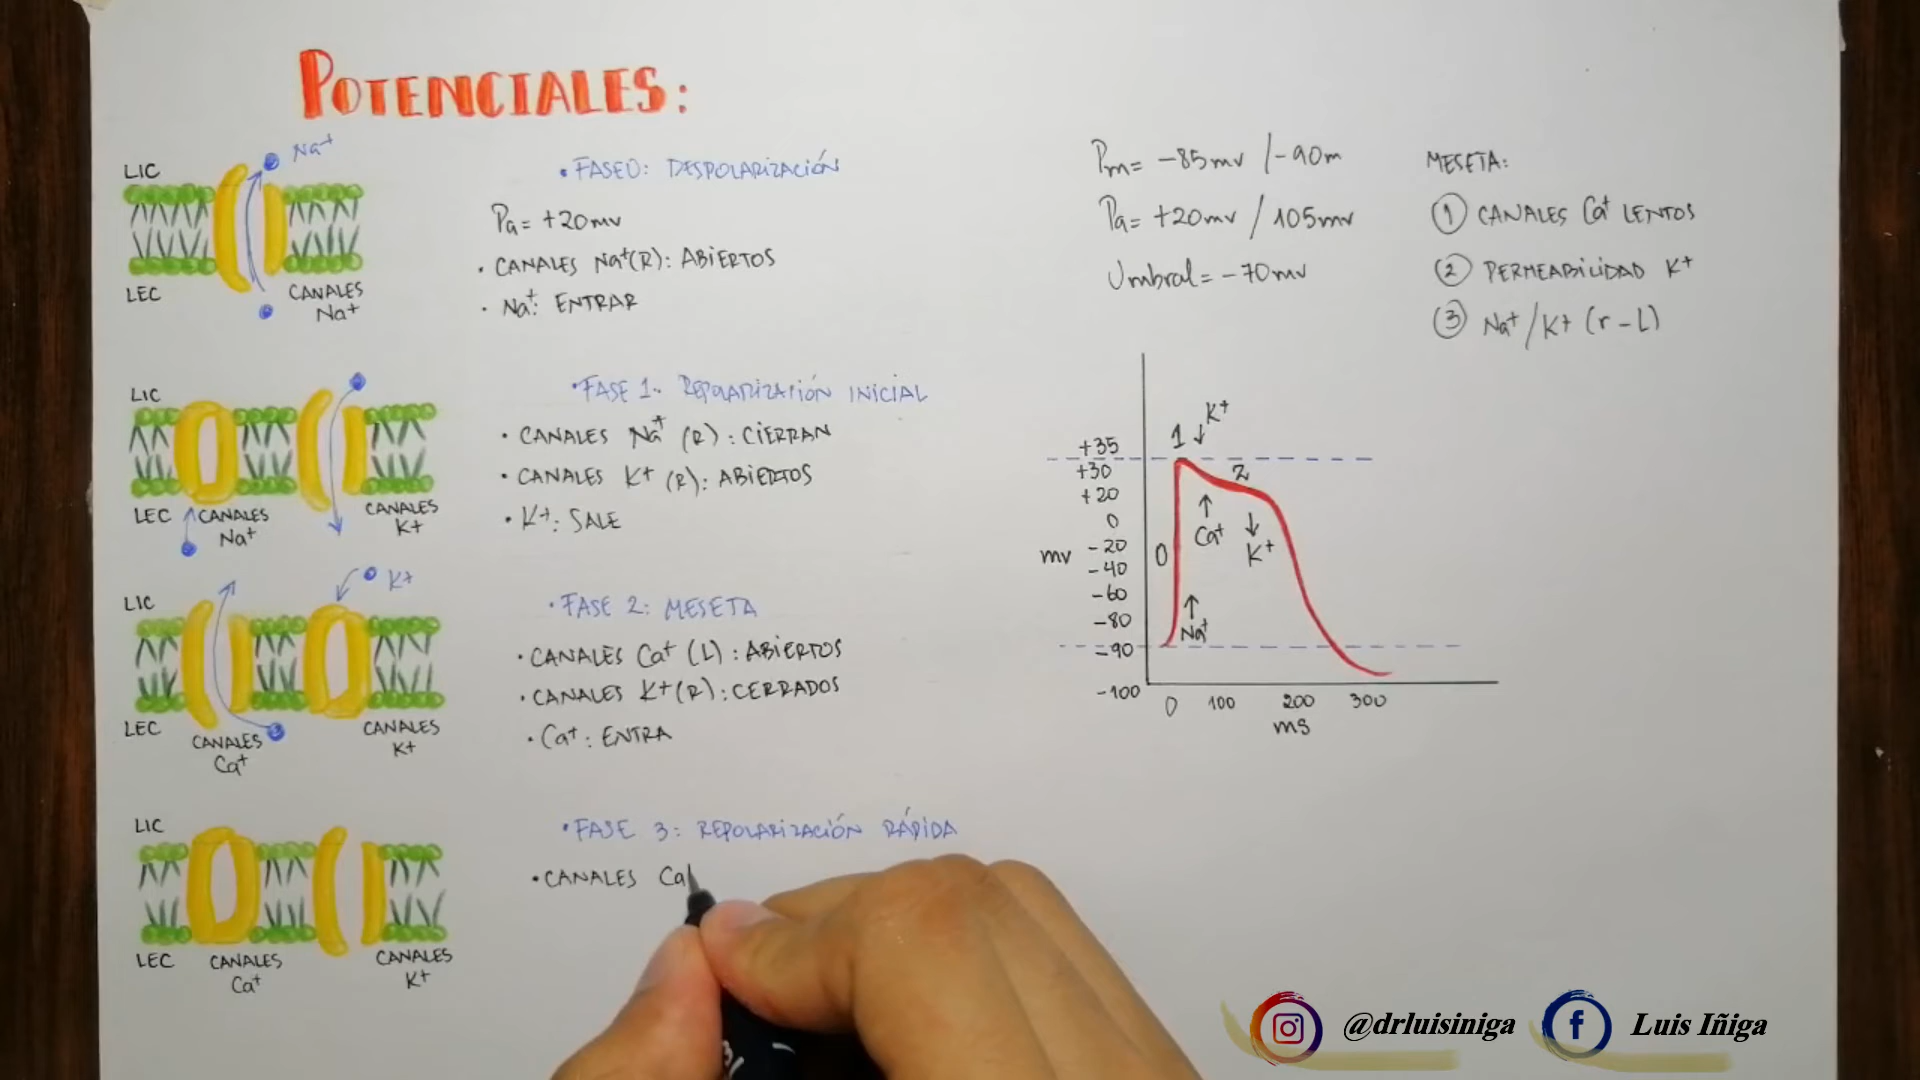 POTENCIALES:
LIC
Na+
LEC
CANALES
Na+
• FASE 0: DESPOLARIZACIÓN
Pa= +20mv
• CANALES Na+(R): ABIERTOS
• Na+: ENTRAR
LIC
LEC
CANALES
Na+
CANALES
K+
• FASE 1.. REPOLARIZACIÓN INICIAL
• CANALES Na+ (R): CIERRAN
• CANALES K+ (R): ABIERTOS
• K+: SALE
LIC
K+
LEC
CANALES
Ca+
CANALES
K+
• FASE 2: MESETA
• CANALES Ca+ (L): ABIERTOS
• CANALES K+(R): CERRADOS
• Ca+: ENTRA
LIC
LEC
CANALES
Ca+
CANALES
K+
• FASE 3: REPOLARIZACIÓN RÁPIDA
• CANALES Ca
Pm= -85mv /-90m
Pa= +20mv / 105mv
Umbral= -70mv
MESETA:
① CANALES Ca+ LENTOS
② PERMEABILIDAD K+
③ Na+/K+ (r-L)
+35
+30
+20
0
-20
-40
-60
-80
-90
-100
mv
1
↓
K+
2
↑
Ca+
↓
K+
0
↑
Na+
0 100 200 300
ms
@drluisiniga
Luis Iñiga